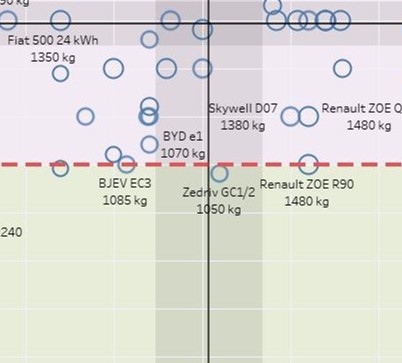 90 kg
Fiat 500 24 kWh
1350 kg
Skywell D07
1380 kg
Renault ZOE Q
1480 kg
BYD e1
1070 kg
BJEV EC3
1085 kg
Zedriv GC1/2
1050 kg
Renault ZOE R90
1480 kg
240